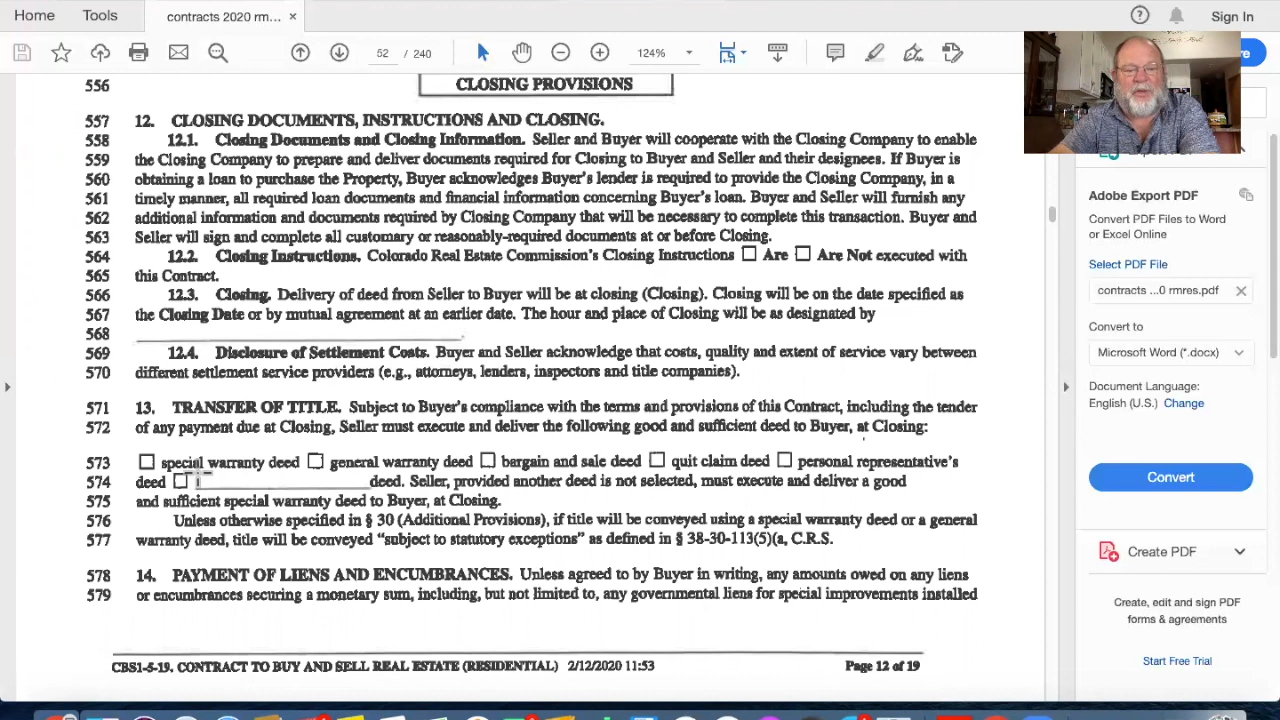 Home Tools contracts 2020 rm... × Sign In
52 / 240 124%
556 CLOSING PROVISIONS
557 12. CLOSING DOCUMENTS, INSTRUCTIONS AND CLOSING.
558 12.1. Closing Documents and Closing Information. Seller and Buyer will cooperate with the Closing Company to enable
559 the Closing Company to prepare and deliver documents required for Closing to Buyer and Seller and their designees. If Buyer is
560 obtaining a loan to purchase the Property, Buyer acknowledges Buyer's lender is required to provide the Closing Company, in a
561 timely manner, all required loan documents and financial information concerning Buyer's loan. Buyer and Seller will furnish any
562 additional information and documents required by Closing Company that will be necessary to complete this transaction. Buyer and
563 Seller will sign and complete all customary or reasonably-required documents at or before Closing.
564 12.2. Closing Instructions. Colorado Real Estate Commission's Closing Instructions ☐ Are ☐ Are Not executed with
565 this Contract.
566 12.3. Closing. Delivery of deed from Seller to Buyer will be at closing (Closing). Closing will be on the date specified as
567 the Closing Date or by mutual agreement at an earlier date. The hour and place of Closing will be as designated by
568 ______________________________.
569 12.4. Disclosure of Settlement Costs. Buyer and Seller acknowledge that costs, quality and extent of service vary between
570 different settlement service providers (e.g., attorneys, lenders, inspectors and title companies).
571 13. TRANSFER OF TITLE. Subject to Buyer's compliance with the terms and provisions of this Contract, including the tender
572 of any payment due at Closing, Seller must execute and deliver the following good and sufficient deed to Buyer, at Closing:
573 ☐ special warranty deed ☐ general warranty deed ☐ bargain and sale deed ☐ quit claim deed ☐ personal representative's
574 deed ☐ ________________ deed. Seller, provided another deed is not selected, must execute and deliver a good
575 and sufficient special warranty deed to Buyer, at Closing.
576 Unless otherwise specified in § 30 (Additional Provisions), if title will be conveyed using a special warranty deed or a general
577 warranty deed, title will be conveyed "subject to statutory exceptions" as defined in § 38-30-113(5)(a, C.R.S.
578 14. PAYMENT OF LIENS AND ENCUMBRANCES. Unless agreed to by Buyer in writing, any amounts owed on any liens
579 or encumbrances securing a monetary sum, including, but not limited to, any governmental liens for special improvements installed
CBS1-5-19. CONTRACT TO BUY AND SELL REAL ESTATE (RESIDENTIAL) 2/12/2020 11:53 Page 12 of 19
Adobe Export PDF
Convert PDF Files to Word
or Excel Online
Select PDF File
contracts ...0 rmres.pdf
Convert to
Microsoft Word (*.docx)
Document Language:
English (U.S.) Change
Convert
Create PDF
Create, edit and sign PDF
forms & agreements
Start Free Trial